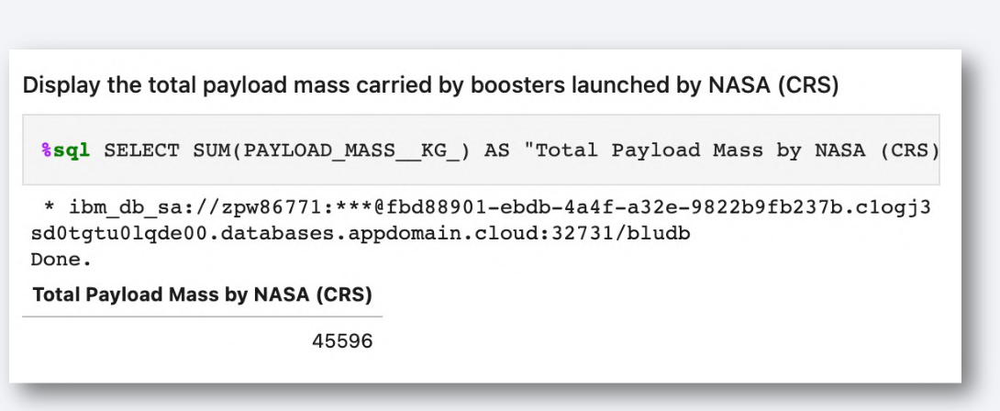 Display the total payload mass carried by boosters launched by NASA (CRS)
%sql SELECT SUM(PAYLOAD_MASS__KG_) AS "Total Payload Mass by NASA (CRS)
* ibm_db_sa://zpw86771:***@fbd88901-ebdb-4a4f-a32e-9822b9fb237b.c1ogj3
sd0tgtu0lqde00.databases.appdomain.cloud:32731/bludb
Done.
Total Payload Mass by NASA (CRS)
45596